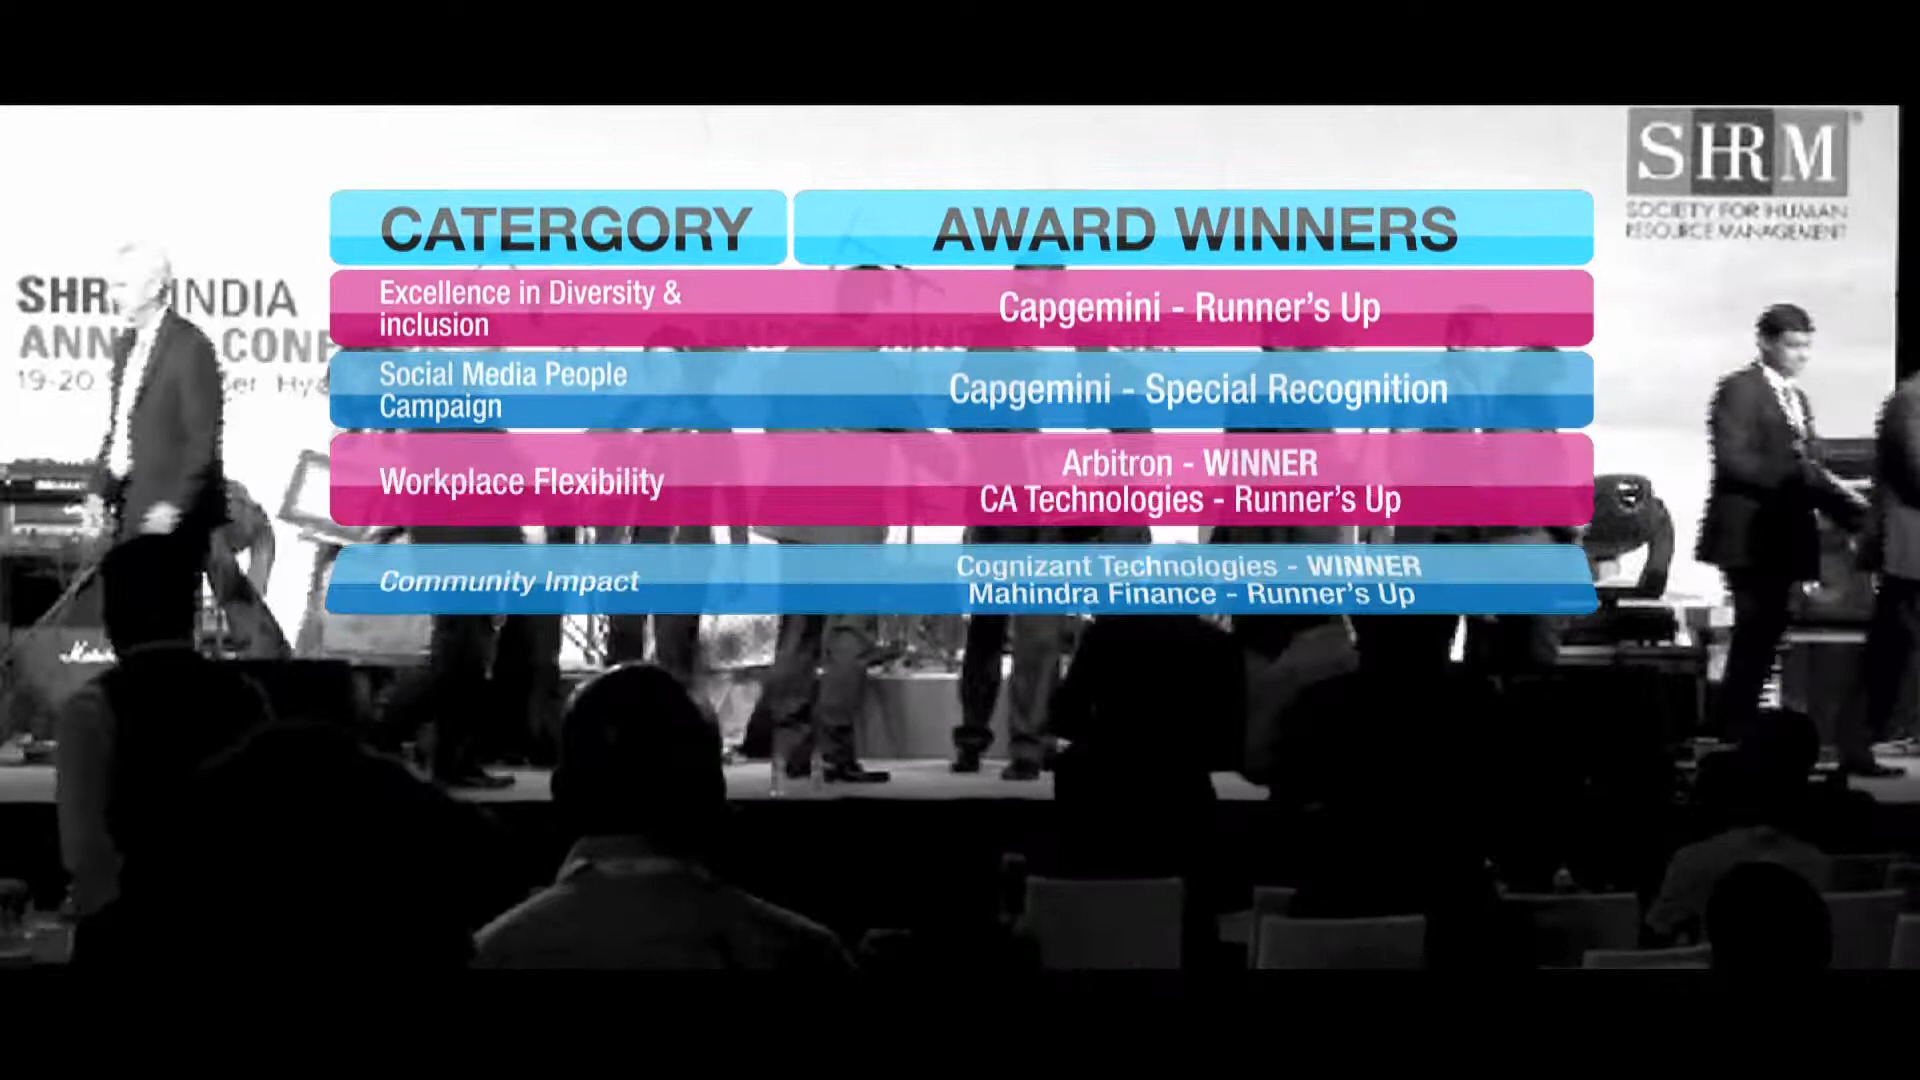 SHRM
SOCIETY FOR HUMAN
RESOURCE MANAGEMENT
CATERGORY
AWARD WINNERS
Excellence in Diversity &
inclusion
Capgemini - Runner's Up
Social Media People
Campaign
Capgemini - Special Recognition
Workplace Flexibility
Arbitron - WINNER
CA Technologies - Runner's Up
Community Impact
Cognizant Technologies - WINNER
Mahindra Finance - Runner's Up
INDIA
19-20